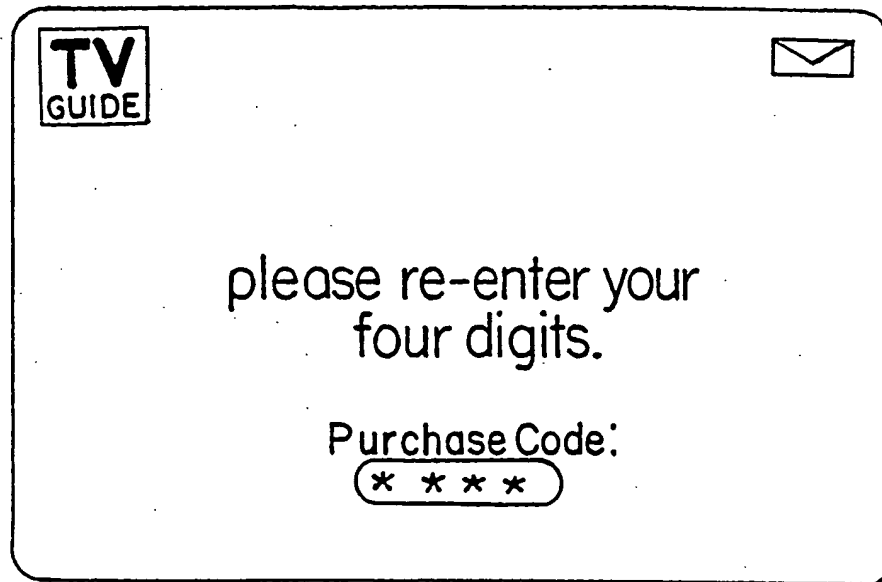 TV
GUIDE
please re-enter your
four digits.
Purchase Code:
* * * *